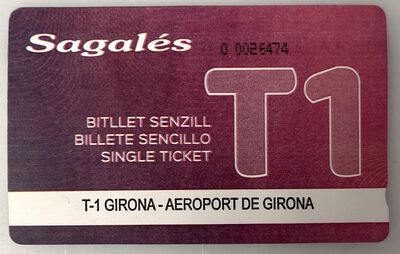 Sagalés
0 0026474
BITLLET SENZILL
BILLETE SENCILLO
SINGLE TICKET
T1
T-1 GIRONA - AEROPORT DE GIRONA